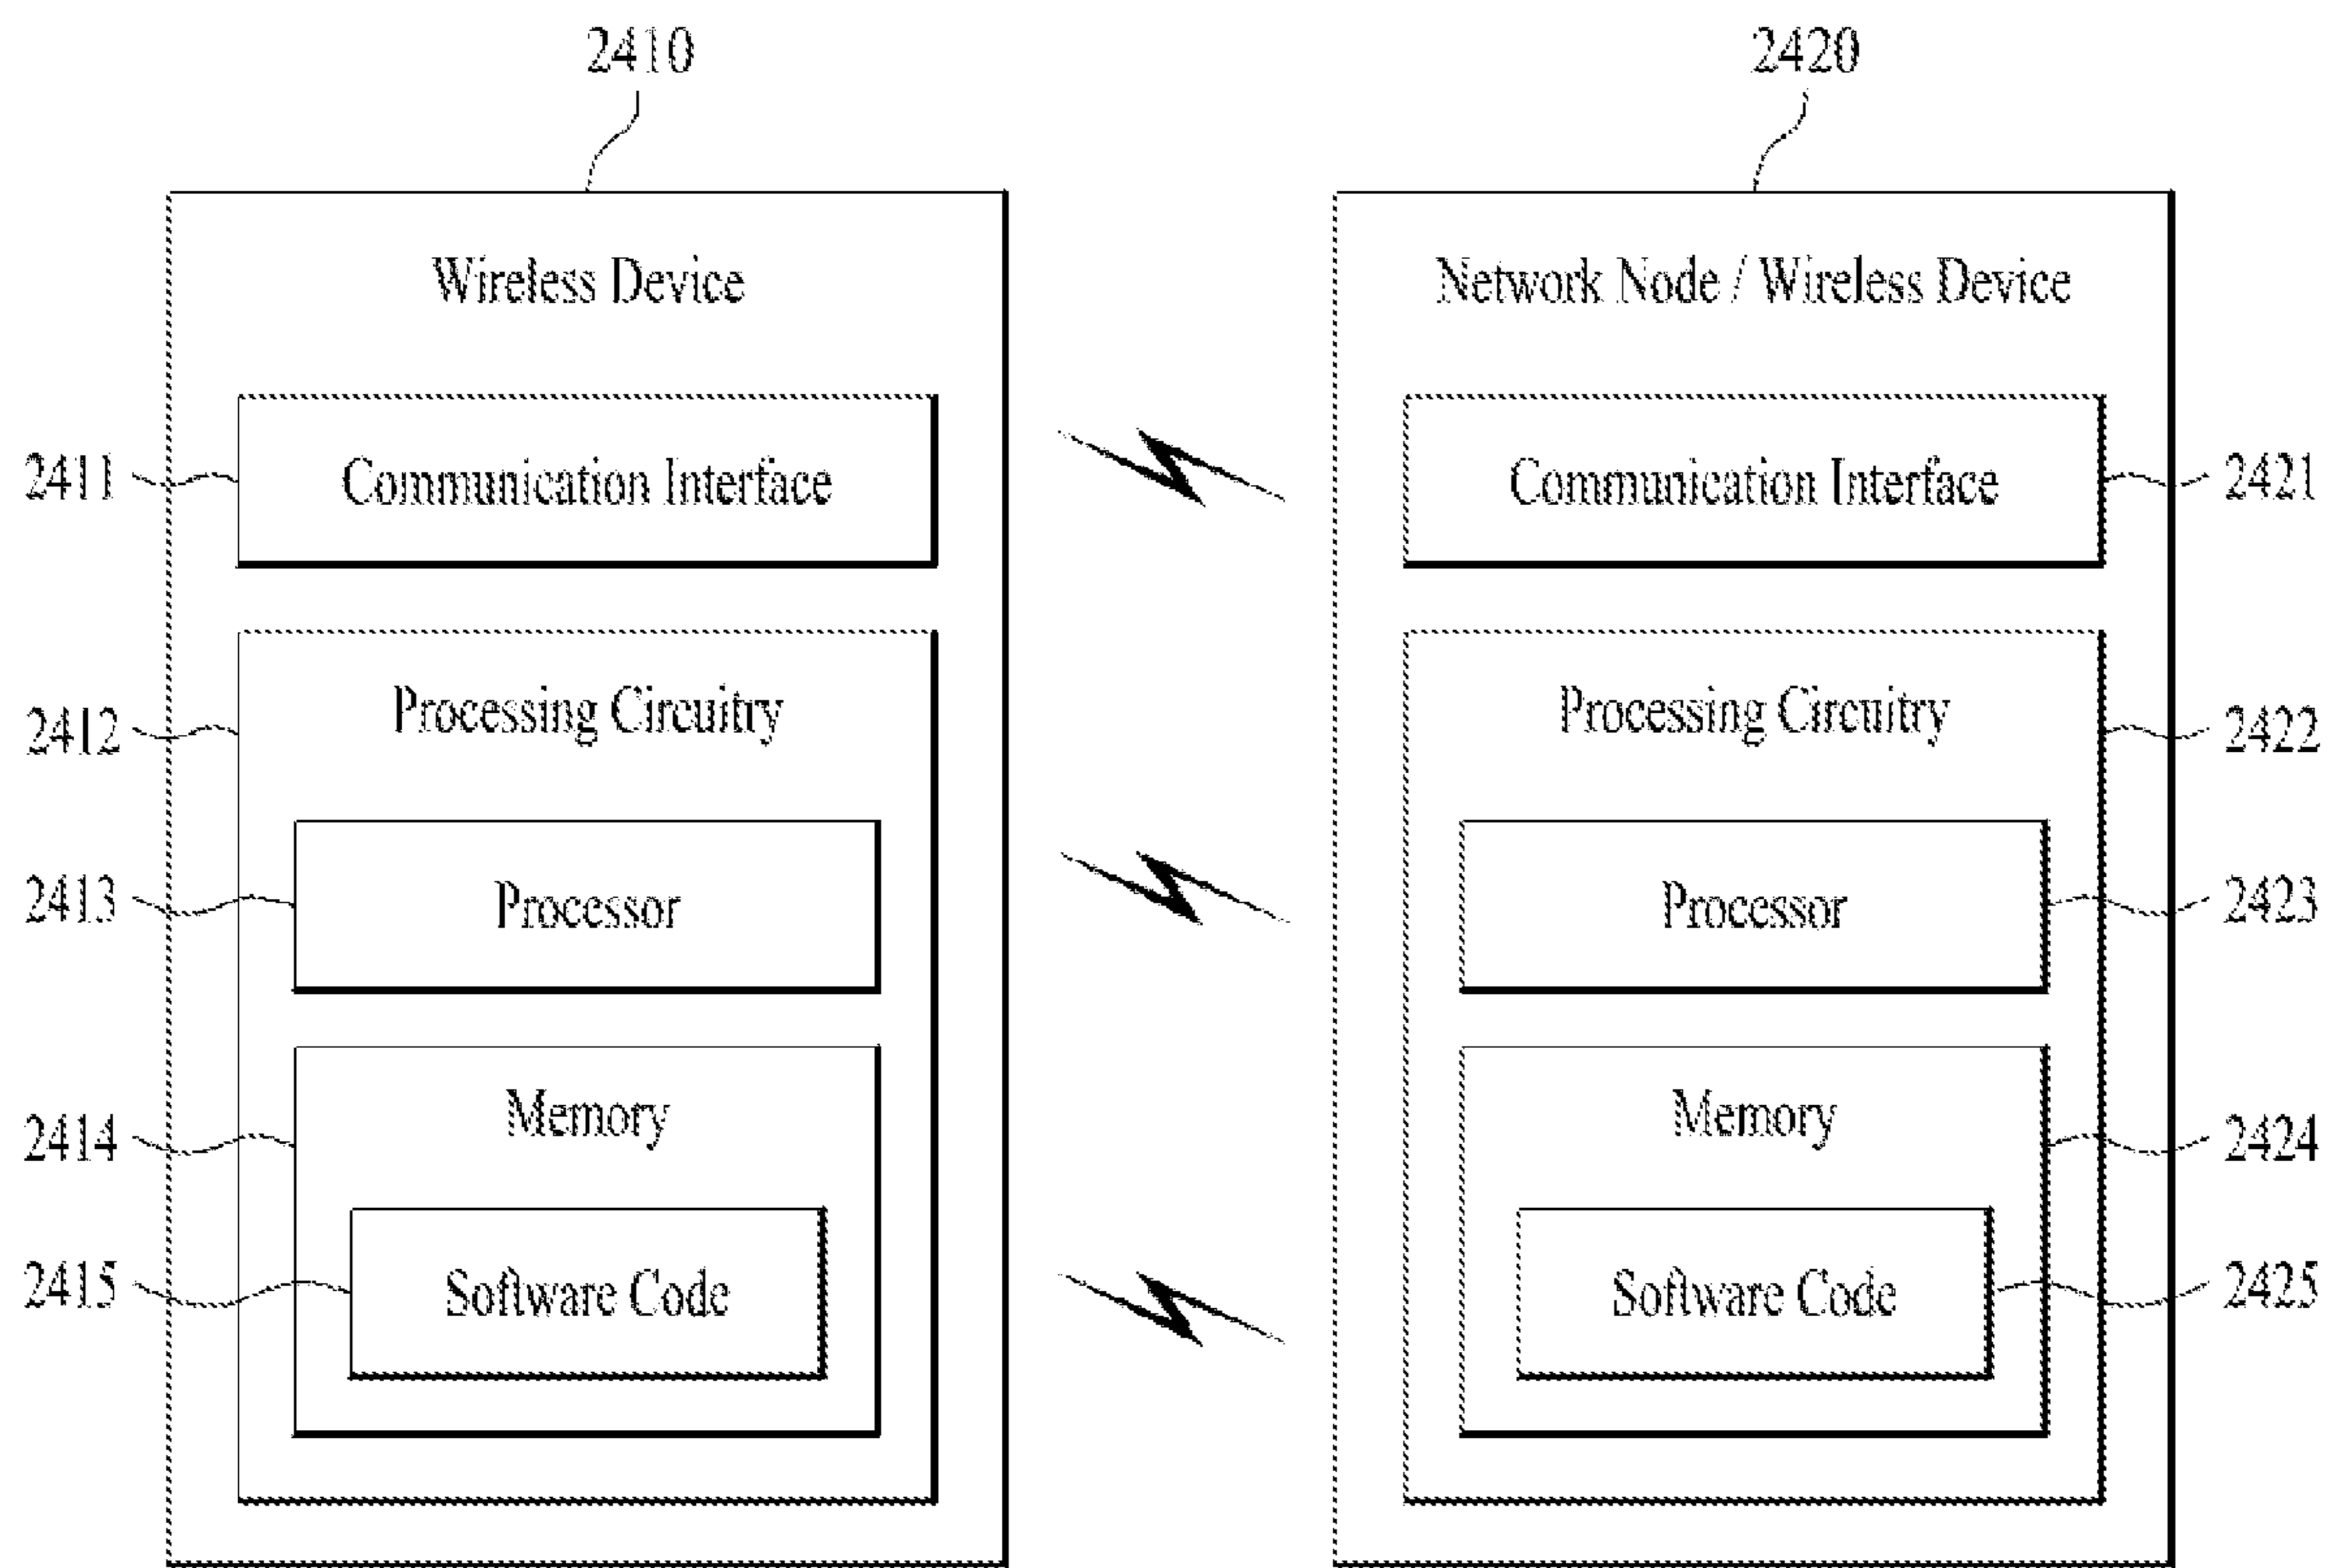 2410
2420
Wireless Device
Network Node / Wireless Device
2411
Communication Interface
Communication Interface
2421
2412
Processing Circuitry
Processing Circuitry
2422
2413
Processor
Processor
2423
2414
Memory
Memory
2424
2415
Software Code
Software Code
2425